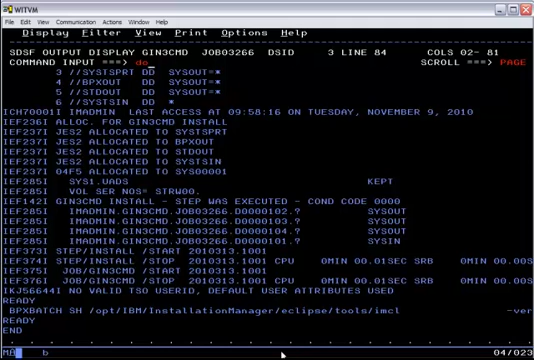 WITVM
File Edit View Communication Actions Window Help
Display Filter View Print Options Help
SDSF OUTPUT DISPLAY GIN3CMD JOB03266 DSID 3 LINE 84 COLS 02- 81
COMMAND INPUT ===> do_ SCROLL ===> PAGE
3 //SYSTSPRT DD SYSOUT=*
4 //BPXOUT DD SYSOUT=*
5 //STDOUT DD SYSOUT=*
6 //SYSTSIN DD *
ICH70001I IMADMIN LAST ACCESS AT 09:58:16 ON TUESDAY, NOVEMBER 9, 2010
IEF236I ALLOC. FOR GIN3CMD INSTALL
IEF237I JES2 ALLOCATED TO SYSTSPRT
IEF237I JES2 ALLOCATED TO BPXOUT
IEF237I JES2 ALLOCATED TO STDOUT
IEF237I JES2 ALLOCATED TO SYSTSIN
IEF237I 04F5 ALLOCATED TO SYS00001
IEF285I SYS1.UADS KEPT
IEF285I VOL SER NOS= STRW00.
IEF142I GIN3CMD INSTALL - STEP WAS EXECUTED - COND CODE 0000
IEF285I IMADMIN.GIN3CMD.JOB03266.D0000102.? SYSOUT
IEF285I IMADMIN.GIN3CMD.JOB03266.D0000103.? SYSOUT
IEF285I IMADMIN.GIN3CMD.JOB03266.D0000104.? SYSOUT
IEF285I IMADMIN.GIN3CMD.JOB03266.D0000101.? SYSIN
IEF373I STEP/INSTALL /START 2010313.1001
IEF374I STEP/INSTALL /STOP 2010313.1001 CPU 0MIN 00.01SEC SRB 0MIN 00.00S
IEF375I JOB/GIN3CMD /START 2010313.1001
IEF376I JOB/GIN3CMD /STOP 2010313.1001 CPU 0MIN 00.01SEC SRB 0MIN 00.00S
IKJ56644I NO VALID TSO USERID, DEFAULT USER ATTRIBUTES USED
READY
BPXBATCH SH /opt/IBM/InstallationManager/eclipse/tools/imcl -ver
READY
END
b 04/023